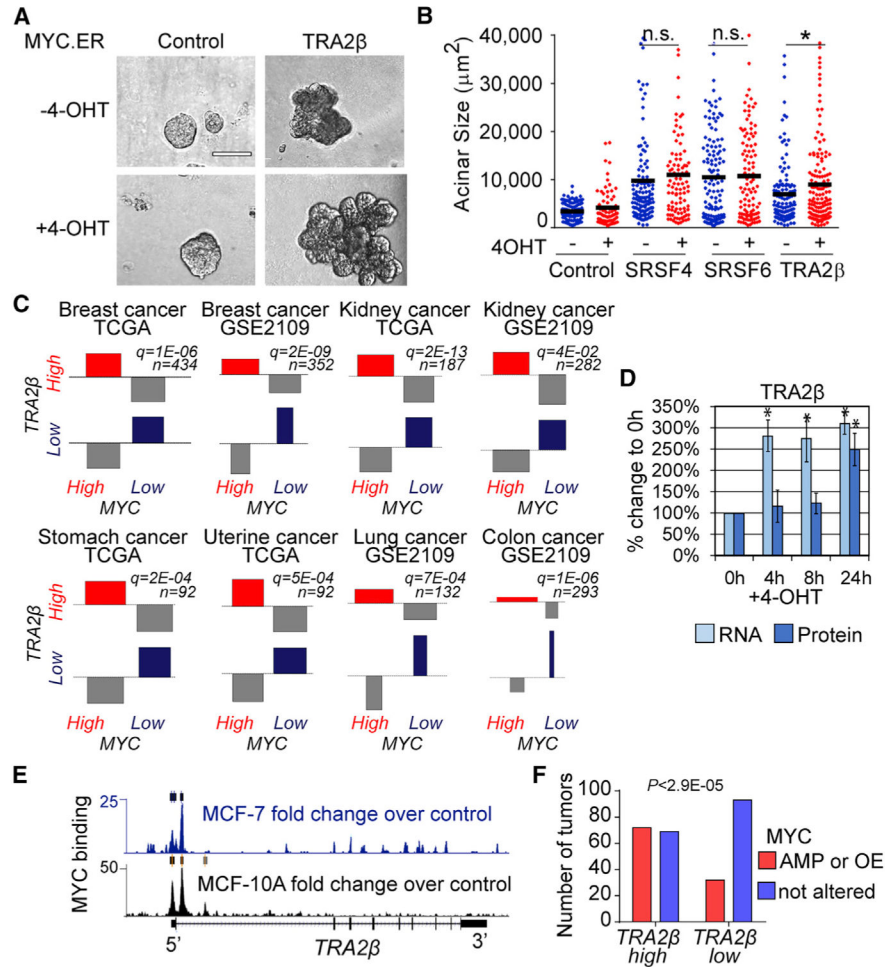 A
MYC.ER Control TRA2β
-4-OHT
+4-OHT
B
Acinar Size (μm²)
40,000
30,000
20,000
10,000
0
n.s. n.s. *
4OHT - + - + - + - +
Control SRSF4 SRSF6 TRA2β
C
Breast cancer TCGA
q=1E-06
n=434
Breast cancer GSE2109
q=2E-09
n=352
Kidney cancer TCGA
q=2E-13
n=187
Kidney cancer GSE2109
q=4E-02
n=282
TRA2β
High
Low
High Low High Low High Low High Low
MYC MYC MYC MYC
Stomach cancer TCGA
q=2E-04
n=92
Uterine cancer TCGA
q=5E-04
n=92
Lung cancer GSE2109
q=7E-04
n=132
Colon cancer GSE2109
q=1E-06
n=293
TRA2β
High
Low
High Low High Low High Low High Low
MYC MYC MYC MYC
D
TRA2β
% change to 0h
350%
300%
250%
200%
150%
100%
50%
0%
* * * *
0h 4h 8h 24h
+4-OHT
RNA Protein
E
MYC binding
25
MCF-7 fold change over control
50
MCF-10A fold change over control
5’ TRA2β 3’
F
Number of tumors
100
80
60
40
20
0
P<2.9E-05
MYC
AMP or OE
not altered
TRA2β high
TRA2β low